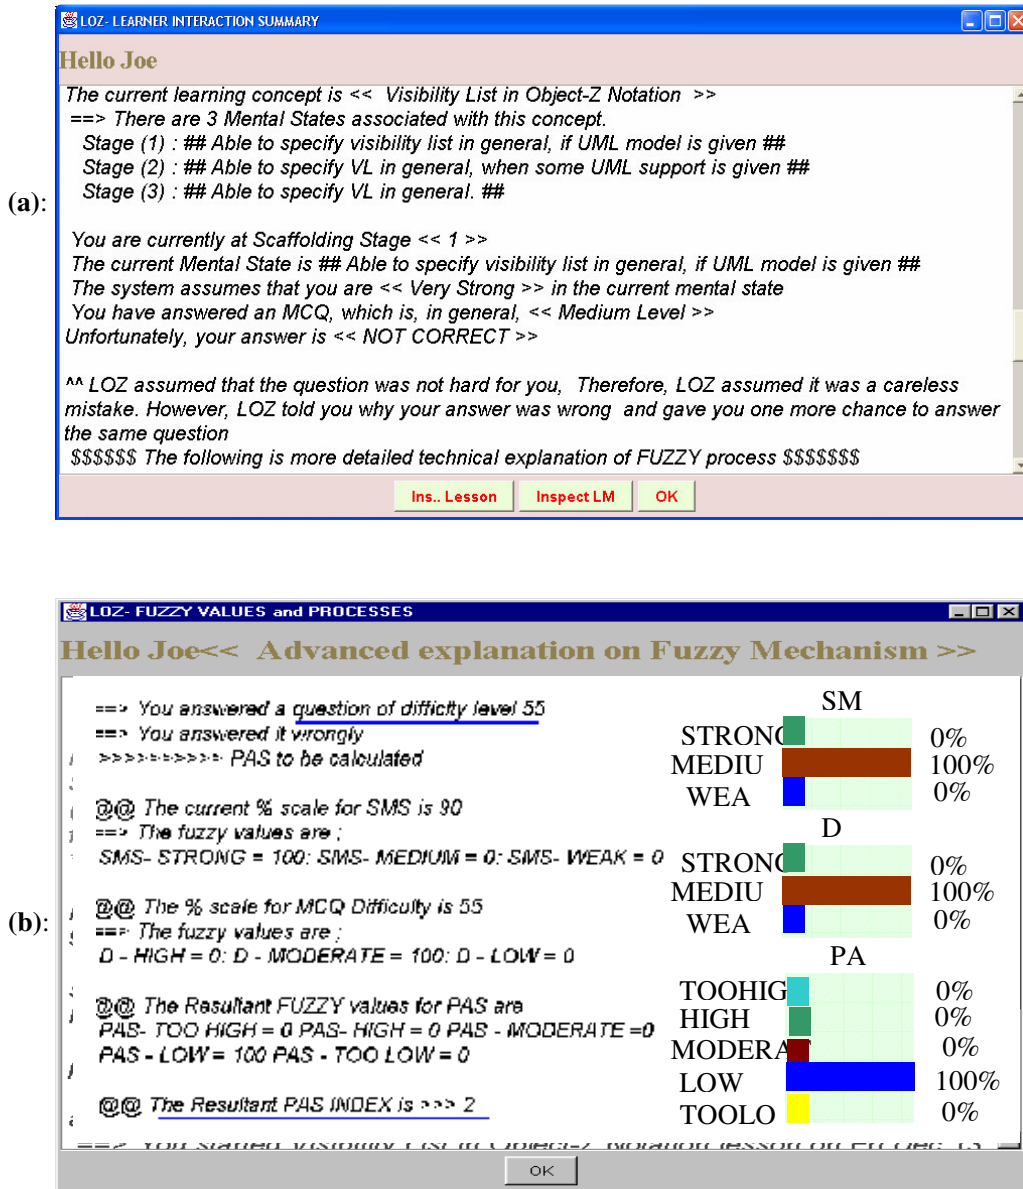 LOZ- LEARNER INTERACTION SUMMARY
Hello Joe
The current learning concept is << Visibility List in Object-Z Notation >>
==> There are 3 Mental States associated with this concept.
Stage (1) : ## Able to specify visibility list in general, if UML model is given ##
Stage (2) : ## Able to specify VL in general, when some UML support is given ##
Stage (3) : ## Able to specify VL in general. ##
(a):
You are currently at Scaffolding Stage << 1 >>
The current Mental State is ## Able to specify visibility list in general, if UML model is given ##
The system assumes that you are << Very Strong >> in the current mental state
You have answered an MCQ, which is, in general, << Medium Level >>
Unfortunately, your answer is << NOT CORRECT >>
^^ LOZ assumed that the question was not hard for you, Therefore, LOZ assumed it was a careless
mistake. However, LOZ told you why your answer was wrong and gave you one more chance to answer
the same question
$$$$$$ The following is more detailed technical explanation of FUZZY process $$$$$$$
Ins.. Lesson Inspect LM OK
LOZ- FUZZY VALUES and PROCESSES
Hello Joe<< Advanced explanation on Fuzzy Mechanism >>
(b):
==> You answered a question of difficlty level 55
==> You answered it wrongly
>>>>>>>>>>> PAS to be calculated
@@ The current % scale for SMS is 90
==> The fuzzy values are ;
SMS- STRONG = 100: SMS- MEDIUM = 0: SMS- WEAK = 0
@@ The % scale for MCQ Difficulty is 55
==> The fuzzy values are ;
D - HIGH = 0: D - MODERATE = 100: D - LOW = 0
@@ The Resultant FUZZY values for PAS are
PAS- TOO HIGH = 0 PAS- HIGH = 0 PAS - MODERATE =0
PAS - LOW = 100 PAS - TOO LOW = 0
@@ The Resultant PAS INDEX is >>> 2
SM
STRONG 0%
MEDIU 100%
WEA 0%
D
STRONG 0%
MEDIU 100%
WEA 0%
PA
TOOHIG 0%
HIGH 0%
MODERAT 0%
LOW 100%
TOOLO 0%
==> You started Visibility List in Object-Z Notation lesson on Fri Dec 13
OK